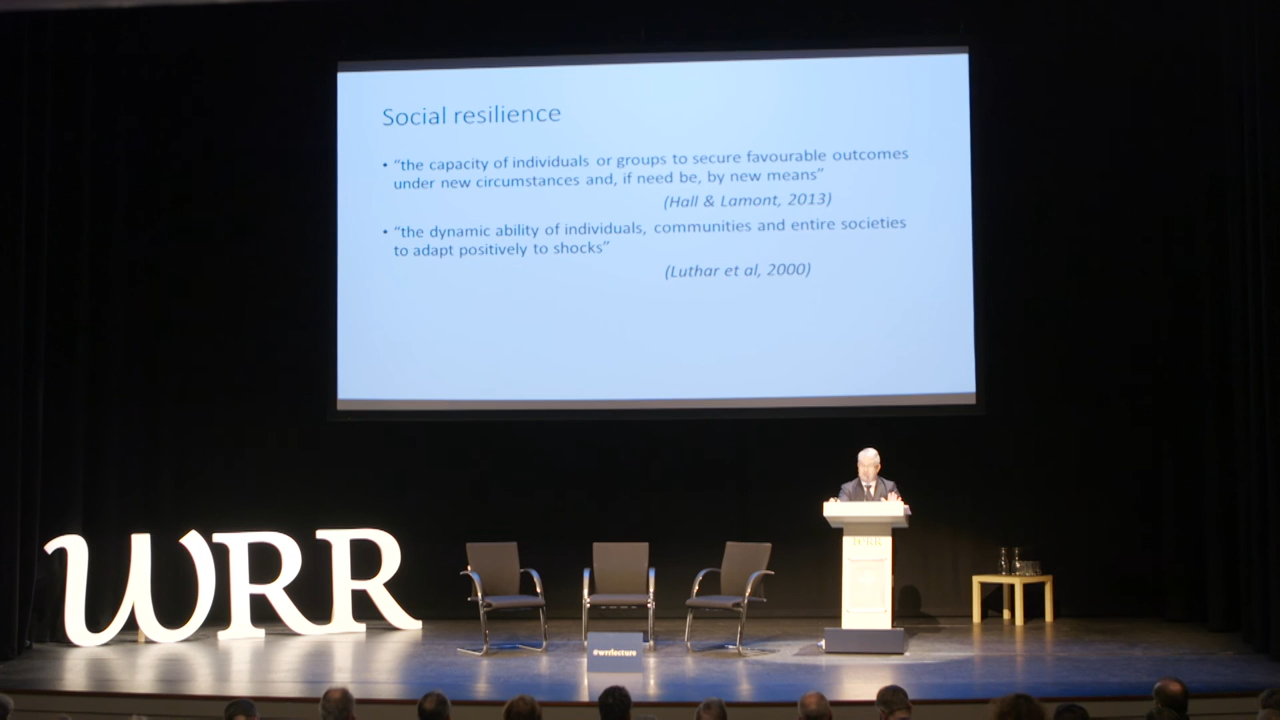 Social resilience
• “the capacity of individuals or groups to secure favourable outcomes
under new circumstances and, if need be, by new means”
(Hall & Lamont, 2013)
• “the dynamic ability of individuals, communities and entire societies
to adapt positively to shocks”
(Luthar et al, 2000)
WRR
WRR
#wrrlecture